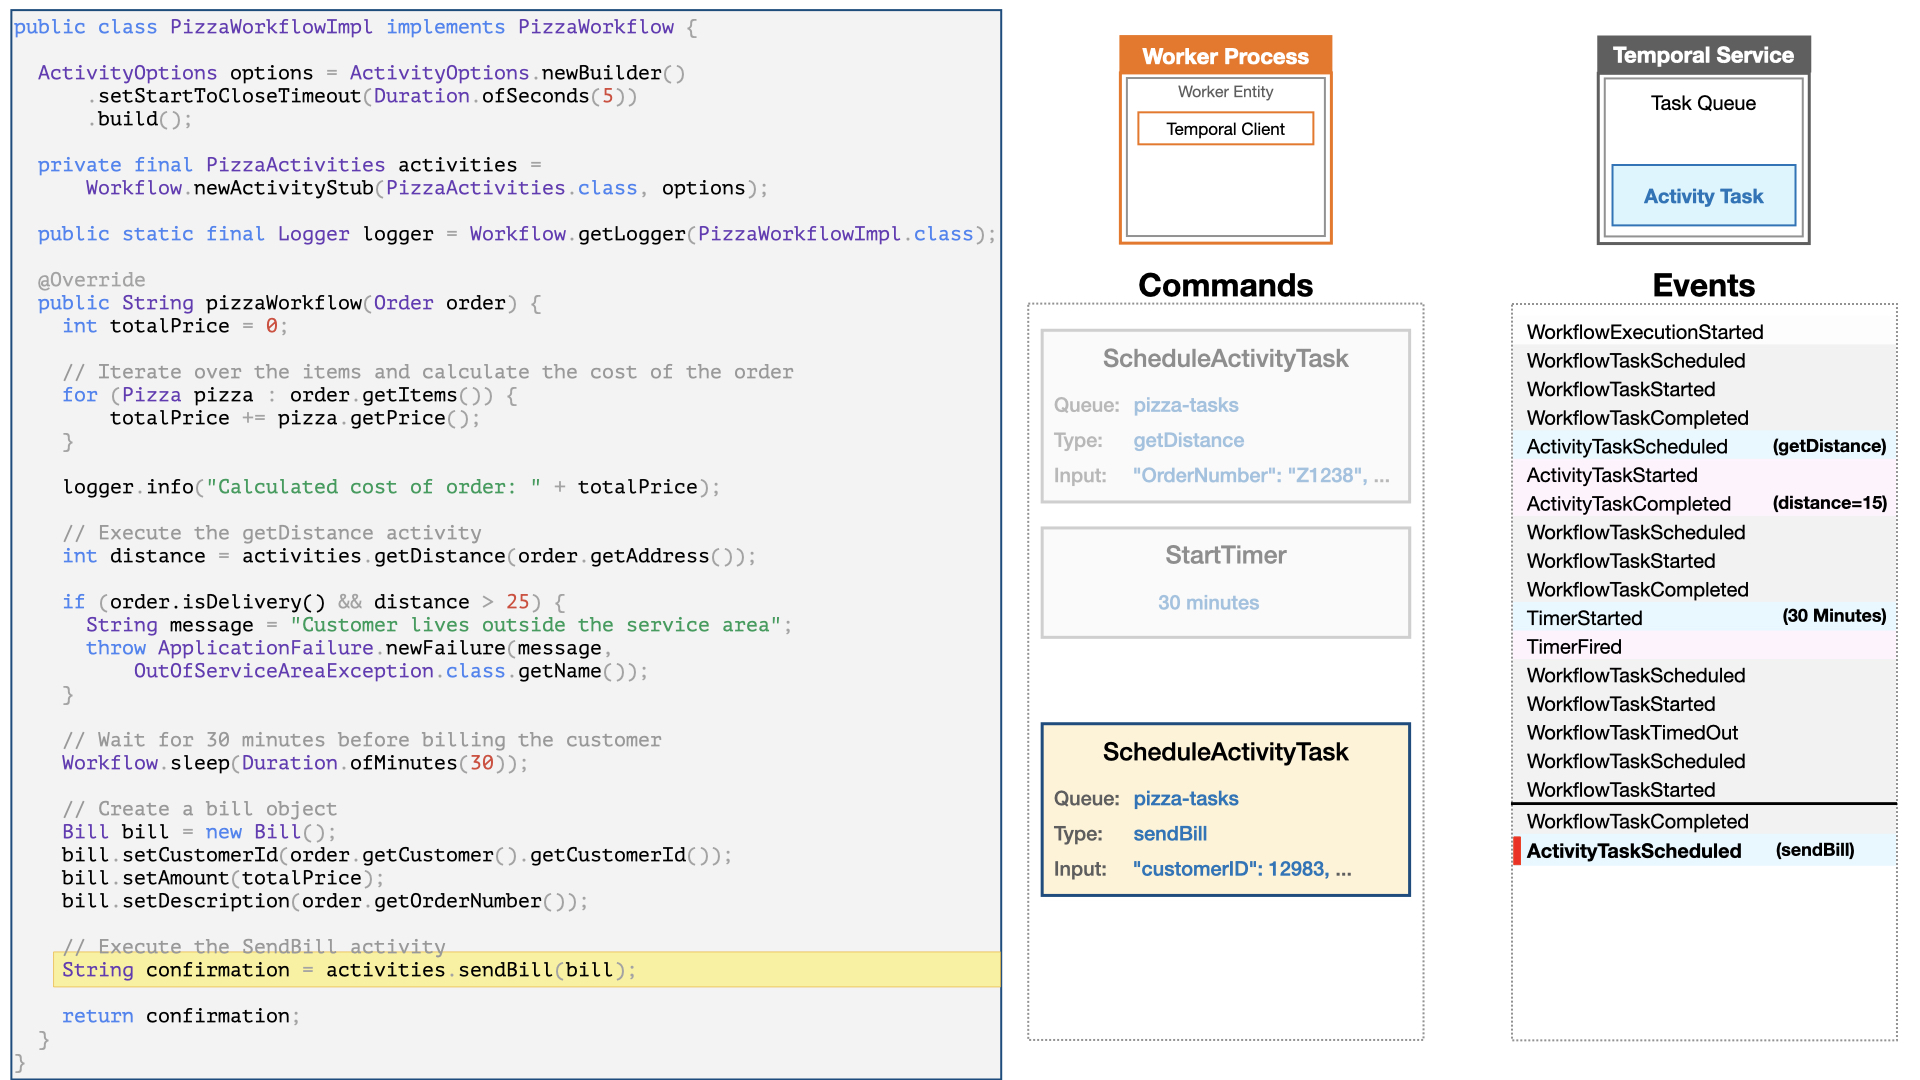 public class PizzaWorkflowImpl implements PizzaWorkflow {
ActivityOptions options = ActivityOptions.newBuilder()
.setStartToCloseTimeout(Duration.ofSeconds(5))
.build();
private final PizzaActivities activities =
Workflow.newActivityStub(PizzaActivities.class, options);
public static final Logger logger = Workflow.getLogger(PizzaWorkflowImpl.class);
@Override
public String pizzaWorkflow(Order order) {
int totalPrice = 0;
// Iterate over the items and calculate the cost of the order
for (Pizza pizza : order.getItems()) {
totalPrice += pizza.getPrice();
}
logger.info("Calculated cost of order: " + totalPrice);
// Execute the getDistance activity
int distance = activities.getDistance(order.getAddress());
if (order.isDelivery() && distance > 25) {
String message = "Customer lives outside the service area";
throw ApplicationFailure.newFailure(message,
OutOfServiceAreaException.class.getName());
}
// Wait for 30 minutes before billing the customer
Workflow.sleep(Duration.ofMinutes(30));
// Create a bill object
Bill bill = new Bill();
bill.setCustomerId(order.getCustomer().getCustomerId());
bill.setAmount(totalPrice);
bill.setDescription(order.getOrderNumber());
// Execute the SendBill activity
String confirmation = activities.sendBill(bill);
return confirmation;
}
}
Worker Process
Worker Entity
Temporal Client
Commands
ScheduleActivityTask
Queue: pizza-tasks
Type: getDistance
Input: "OrderNumber": "Z1238", ...
StartTimer
30 minutes
ScheduleActivityTask
Queue: pizza-tasks
Type: sendBill
Input: "customerID": 12983, ...
Temporal Service
Task Queue
Activity Task
Events
WorkflowExecutionStarted
WorkflowTaskScheduled
WorkflowTaskStarted
WorkflowTaskCompleted
ActivityTaskScheduled (getDistance)
ActivityTaskStarted
ActivityTaskCompleted (distance=15)
WorkflowTaskScheduled
WorkflowTaskStarted
WorkflowTaskCompleted
TimerStarted (30 Minutes)
TimerFired
WorkflowTaskScheduled
WorkflowTaskStarted
WorkflowTaskTimedOut
WorkflowTaskScheduled
WorkflowTaskStarted
WorkflowTaskCompleted
ActivityTaskScheduled (sendBill)